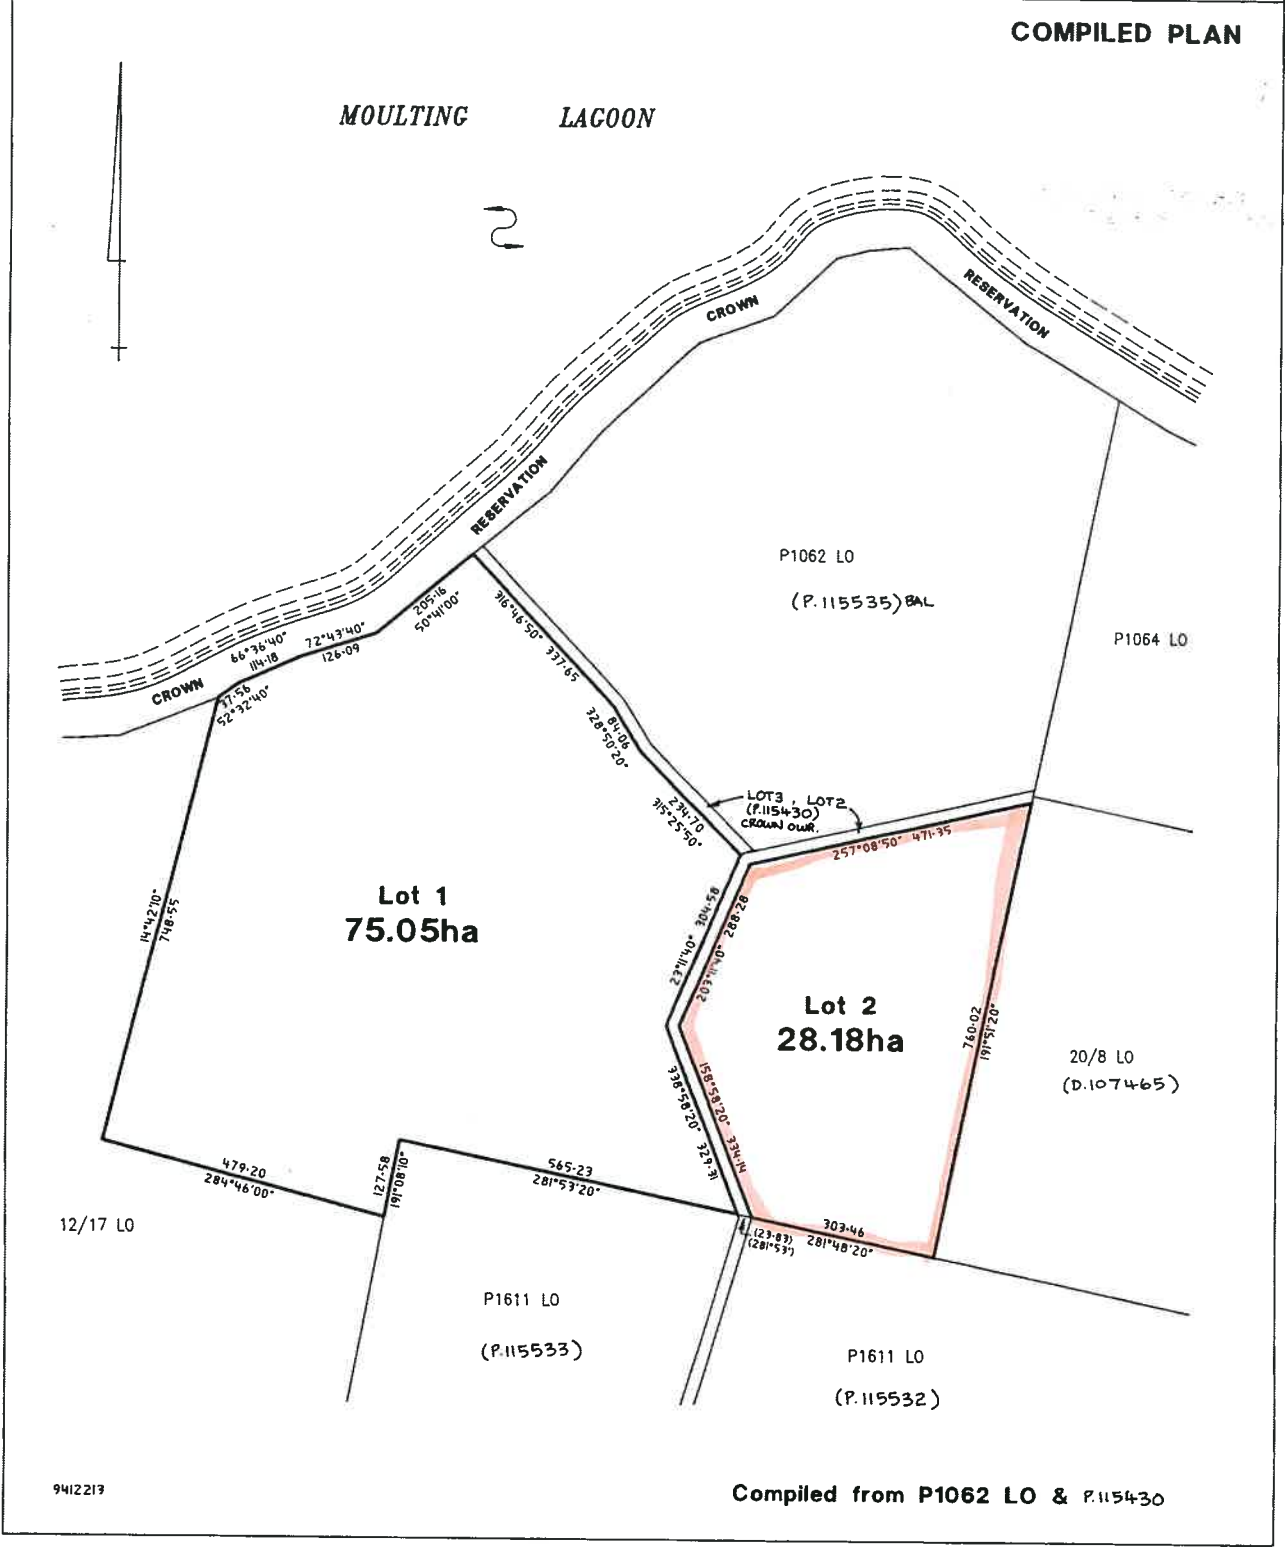 COMPILED PLAN
MOULTING LAGOON
CROWN
RESERVATION
RESERVATION
P1062 LO
(P.115535) BAL
P1064 LO
205·16
50°41'00"
316°46'50" 337·65
66°36'40"
114·18
72°43'40"
126·09
CROWN
37·56
52°32'40"
84·06
328°50'20"
234·70
315°25'50"
LOT3 , LOT2
(P.115430)
CROWN OWR.
257°08'50" 471·35
Lot 1
75.05ha
14°42'10"
748·55
23°11'40" 304·58
203°11'40" 288·28
Lot 2
28.18ha
760·02
191°51'20"
20/8 LO
(D.107465)
338°58'20" 329·31
158°58'20" 334·14
479·20
284°46'00"
127·58
191°08'10"
565·23
281°53'20"
303·46
281°48'20"
(23·83)
(281°53')
12/17 LO
P1611 LO
(P.115533)
P1611 LO
(P.115532)
9412213
Compiled from P1062 LO & P.115430